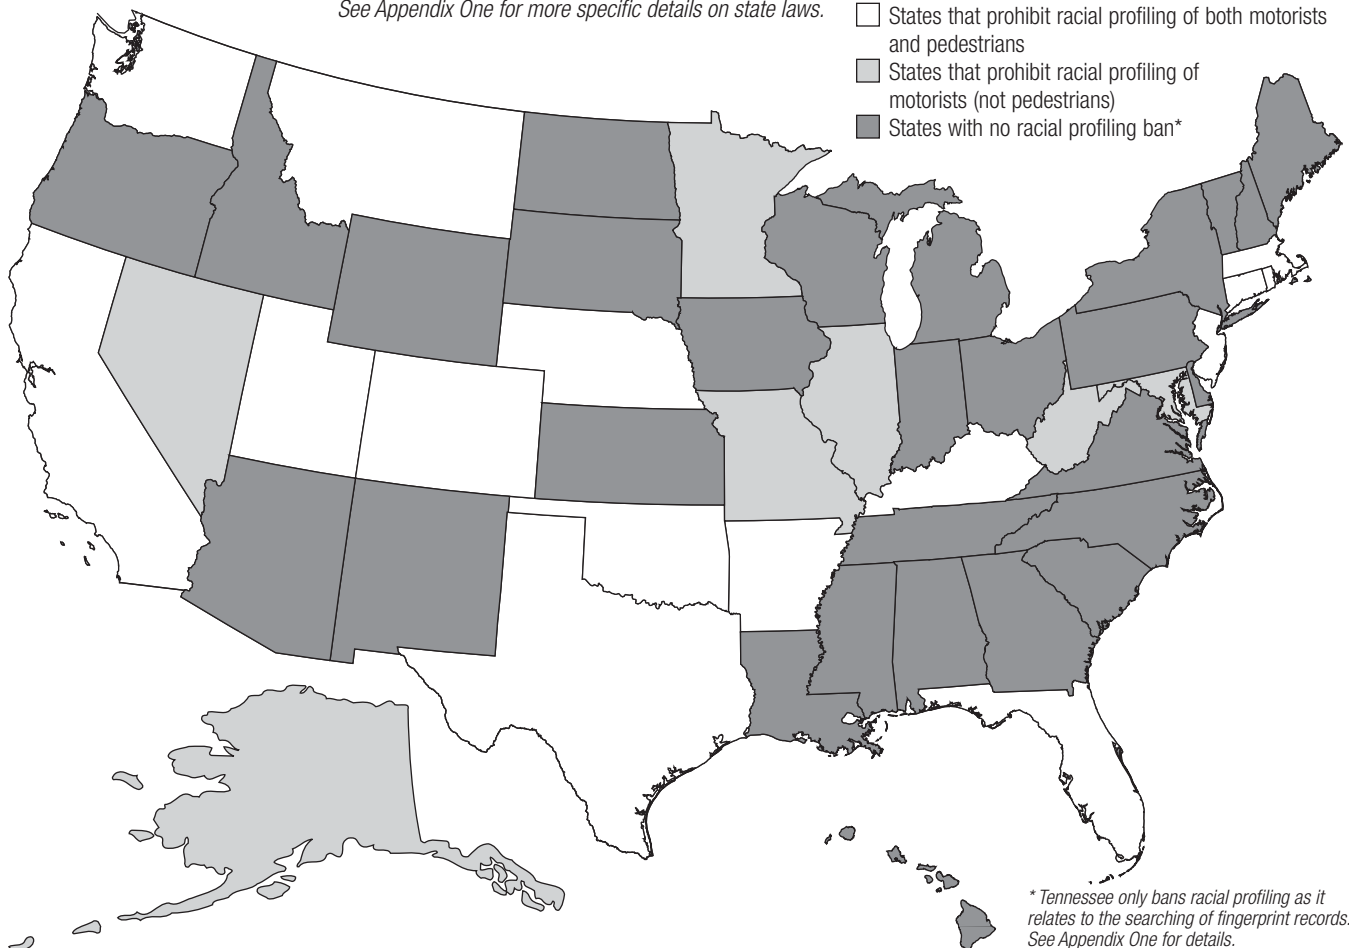 See Appendix One for more specific details on state laws.
States that prohibit racial profiling of both motorists
and pedestrians
States that prohibit racial profiling of
motorists (not pedestrians)
States with no racial profiling ban*
* Tennessee only bans racial profiling as it
relates to the searching of fingerprint records.
See Appendix One for details.